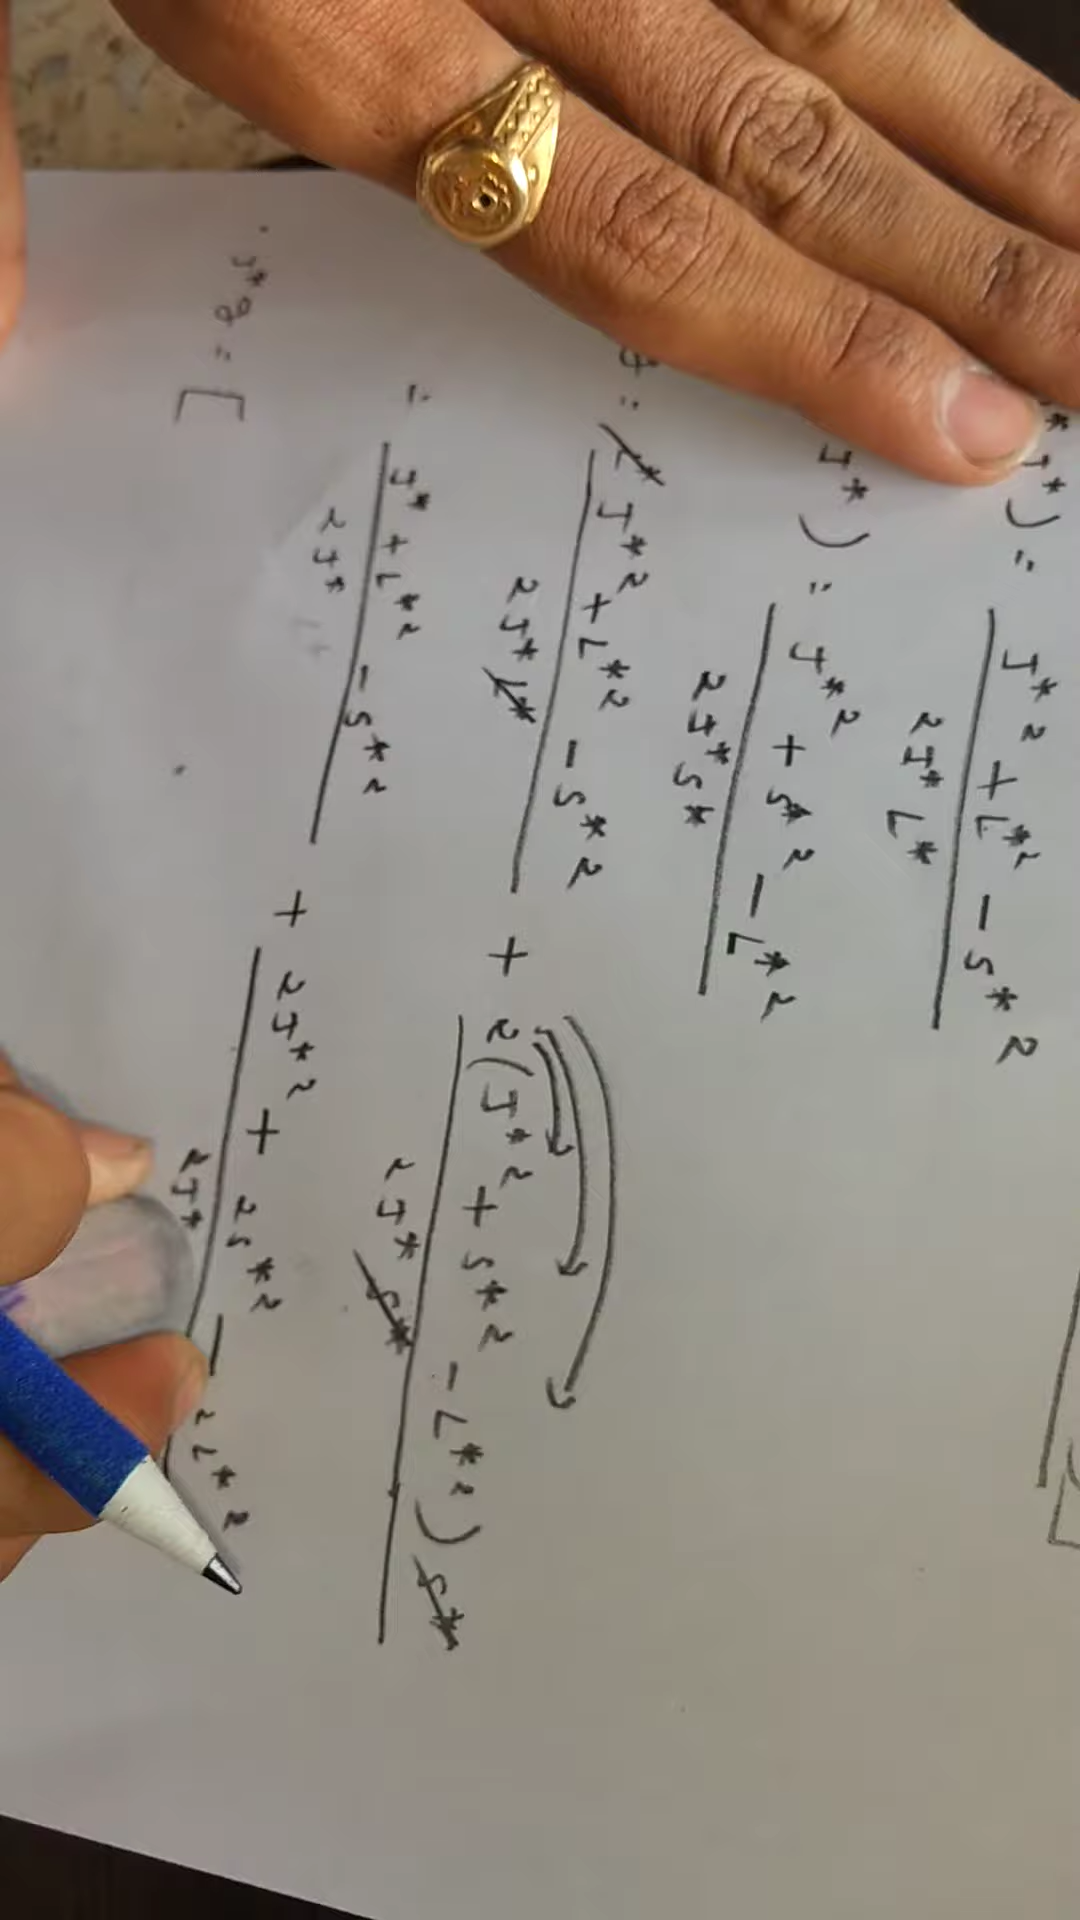 *J*) = J*² + L*² - S*² / 2J* L*
J*) = J*² + S*² - L*² / 2J* S*
g = L* J*² + L*² - S*² / 2J* L* + 2(J*² + S*² - L*²) S* / 2J* S*
= J* + L*² - S*² / 2J* + 2J*² + 2S*² - 2L*² / 2J*
J* g = [